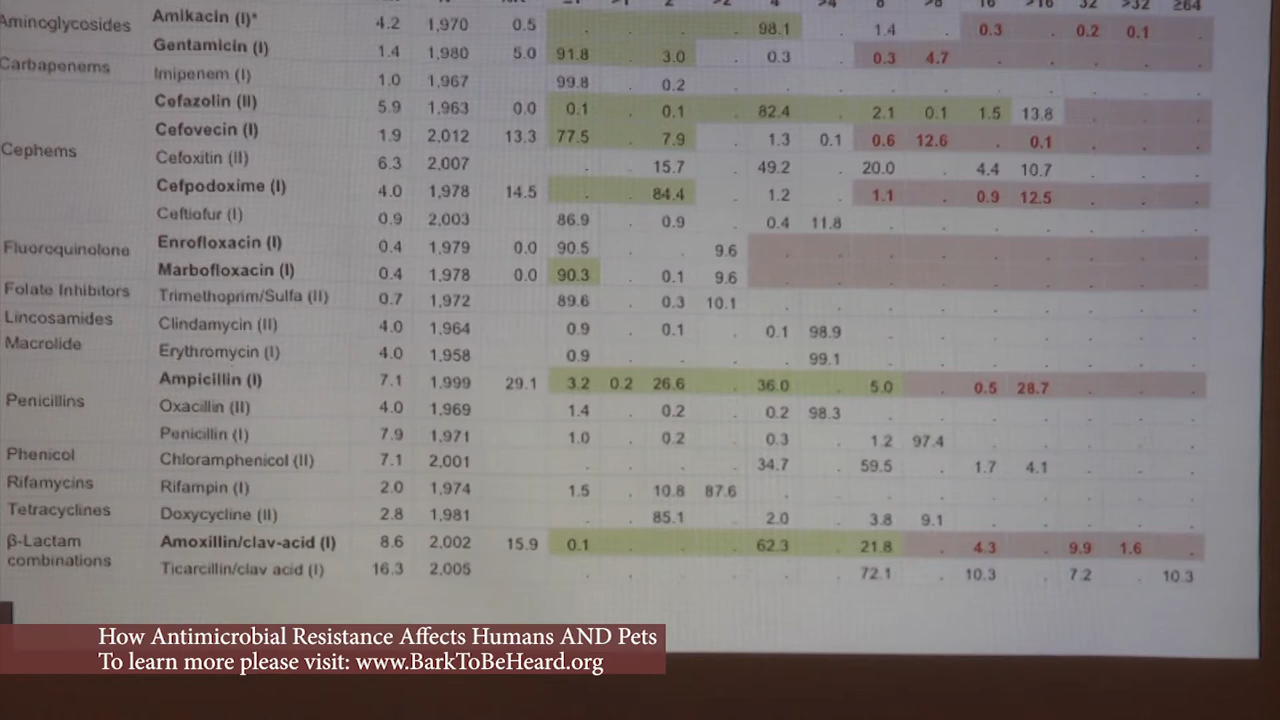 ≤1 >1 2 >2 4 >4 8 >8 16 >16 32 >32 ≥64
Aminoglycosides Amikacin (I)* 4.2 1,970 0.5 . . . . 98.1 . 1.4 . 0.3 . 0.2 0.1 .
Gentamicin (I) 1.4 1,980 5.0 91.8 . 3.0 . 0.3 . 0.3 4.7 . . . . .
Carbapenems Imipenem (I) 1.0 1,967 99.8 . 0.2 . . . . . . . . . .
Cephems Cefazolin (II) 5.9 1,963 0.0 0.1 . 0.1 . 82.4 . 2.1 0.1 1.5 13.8 . . .
Cefovecin (I) 1.9 2,012 13.3 77.5 . 7.9 . 1.3 0.1 0.6 12.6 . 0.1 . . .
Cefoxitin (II) 6.3 2,007 . . 15.7 . 49.2 . 20.0 . 4.4 10.7 . . .
Cefpodoxime (I) 4.0 1,978 14.5 . . 84.4 . 1.2 . 1.1 . 0.9 12.5 . . .
Ceftiofur (I) 0.9 2,003 86.9 . 0.9 . 0.4 11.8 . . . . . . .
Fluoroquinolone Enrofloxacin (I) 0.4 1,979 0.0 90.5 . . 9.6 . . . . . . . . .
Marbofloxacin (I) 0.4 1,978 0.0 90.3 . 0.1 9.6 . . . . . . . . .
Folate Inhibitors Trimethoprim/Sulfa (II) 0.7 1,972 89.6 . 0.3 10.1 . . . . . . . . .
Lincosamides Clindamycin (II) 4.0 1,964 0.9 . 0.1 . 0.1 98.9 . . . . . . .
Macrolide Erythromycin (I) 4.0 1,958 0.9 . . . . 99.1 . . . . . . .
Penicillins Ampicillin (I) 7.1 1,999 29.1 3.2 0.2 26.6 . 36.0 . 5.0 . 0.5 28.7 . . .
Oxacillin (II) 4.0 1,969 1.4 . 0.2 . 0.2 98.3 . . . . . . .
Penicillin (I) 7.9 1,971 1.0 . 0.2 . 0.3 . 1.2 97.4 . . . . .
Phenicol Chloramphenicol (II) 7.1 2,001 . . . . 34.7 . 59.5 . 1.7 4.1 . . .
Rifamycins Rifampin (I) 2.0 1,974 1.5 . 10.8 87.6 . . . . . . . . .
Tetracyclines Doxycycline (II) 2.8 1,981 . . 85.1 . 2.0 . 3.8 9.1 . . . . .
β-Lactam combinations Amoxillin/clav-acid (I) 8.6 2,002 15.9 0.1 . . . 62.3 . 21.8 . 4.3 . 9.9 1.6 .
Ticarcillin/clav acid (I) 16.3 2,005 . . . . . . 72.1 . 10.3 . 7.2 . 10.3
How Antimicrobial Resistance Affects Humans AND Pets
To learn more please visit: www.BarkToBeHeard.org